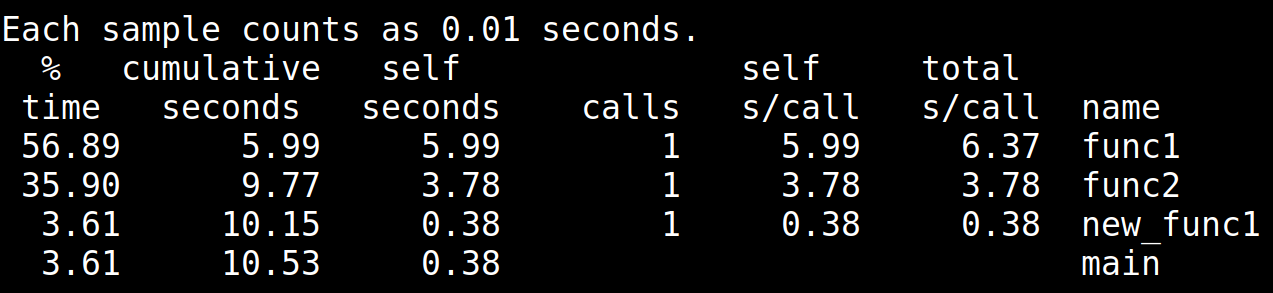 Each sample counts as 0.01 seconds.
  %   cumulative   self              self     total
 time   seconds   seconds    calls   s/call   s/call  name
 56.89      5.99     5.99        1     5.99     6.37  func1
 35.90      9.77     3.78        1     3.78     3.78  func2
  3.61     10.15     0.38        1     0.38     0.38  new_func1
  3.61     10.53     0.38                             main